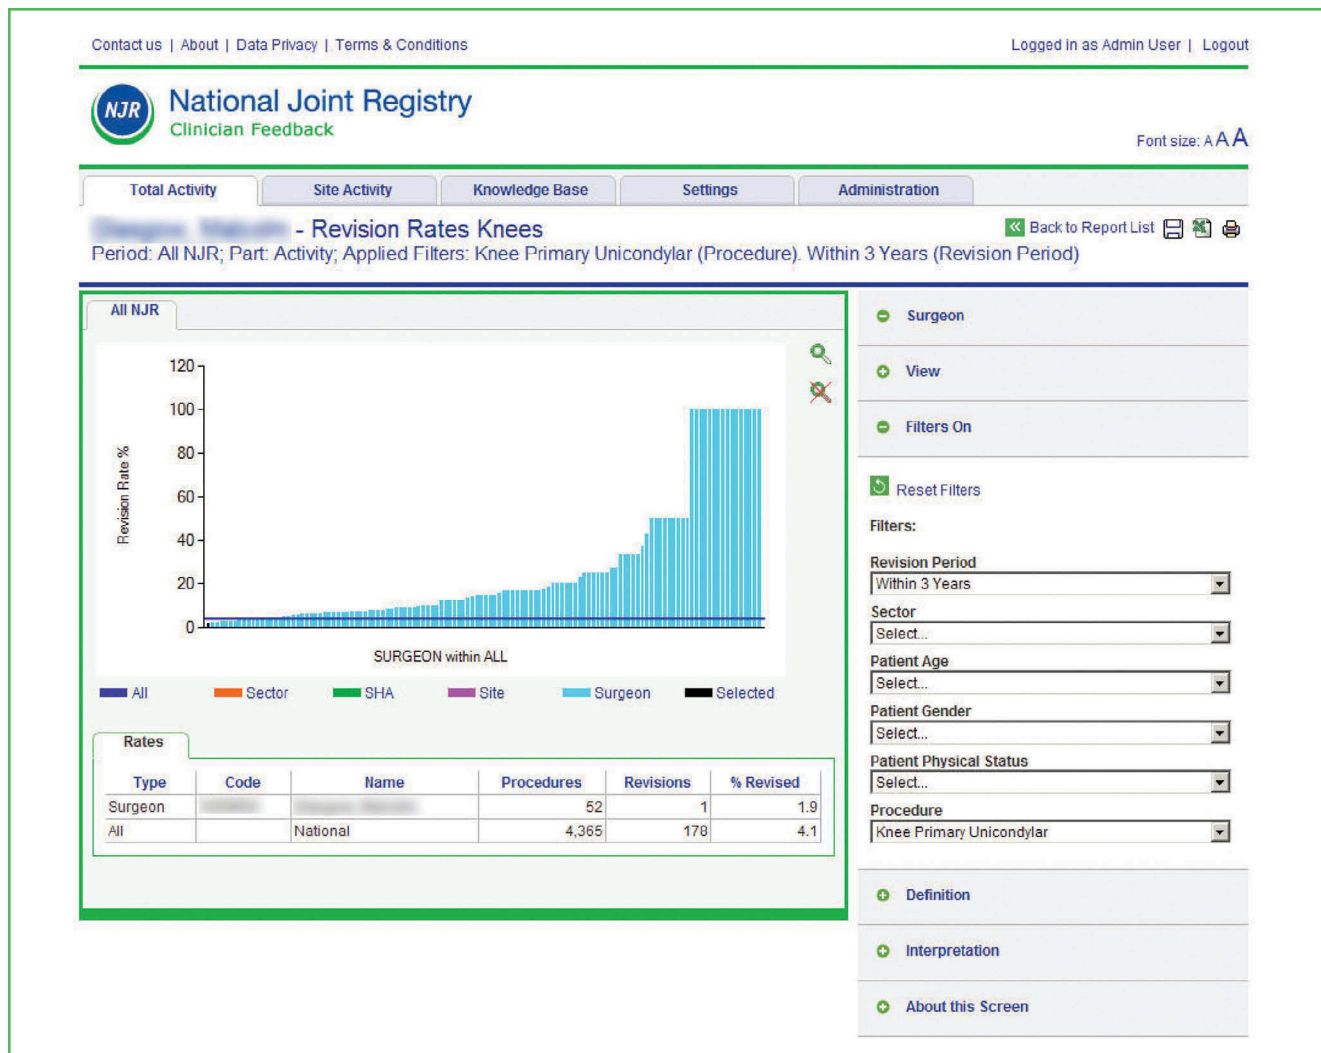 Contact us | About | Data Privacy | Terms & Conditions
Logged in as Admin User | Logout
NJR
National Joint Registry
Clinician Feedback
Font size: A A A
Total Activity
Site Activity
Knowledge Base
Settings
Administration
- Revision Rates Knees
Back to Report List
Period: All NJR; Part: Activity; Applied Filters: Knee Primary Unicondylar (Procedure). Within 3 Years (Revision Period)
All NJR
120
100
80
60
40
20
0
Revision Rate %
SURGEON within ALL
All Sector SHA Site Surgeon Selected
Rates
Type Code Name Procedures Revisions % Revised
Surgeon 52 1 1.9
All National 4,365 178 4.1
Surgeon
View
Filters On
Reset Filters
Filters:
Revision Period
Within 3 Years
Sector
Select...
Patient Age
Select...
Patient Gender
Select...
Patient Physical Status
Select...
Procedure
Knee Primary Unicondylar
Definition
Interpretation
About this Screen